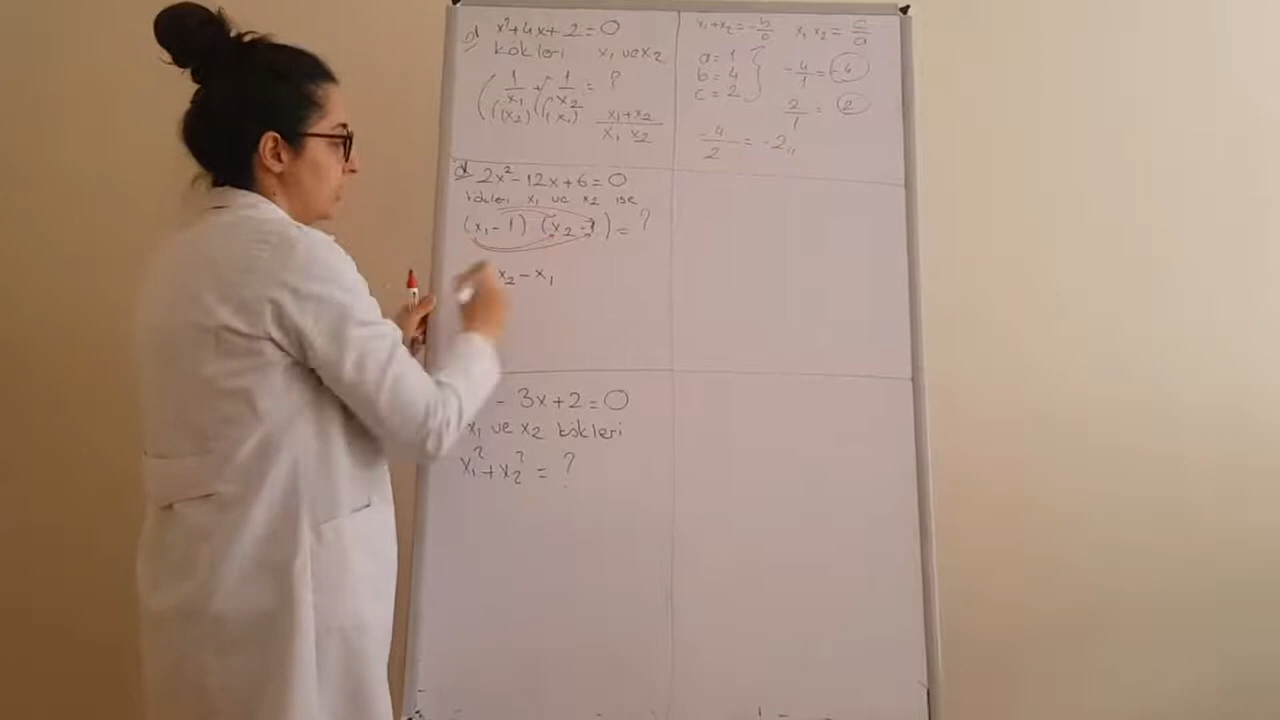 d x²+4x+2=0
kökleri x₁ ve x₂
1/x₁ + 1/x₂ = ?
(x₂) (x₁) x₁+x₂/x₁ x₂
x₁+x₂=-b/a x₁ x₂ = c/a
a=1
b=4
c=2
-4/1=-4
2/1=2
-4/2=-2,,
d 2x²-12x+6=0
kökleri x₁ ve x₂ ise
(x₁-1) (x₂-1)=?
x₂-x₁
- 3x+2=0
x₁ ve x₂ kökleri
x₁²+x₂²=?